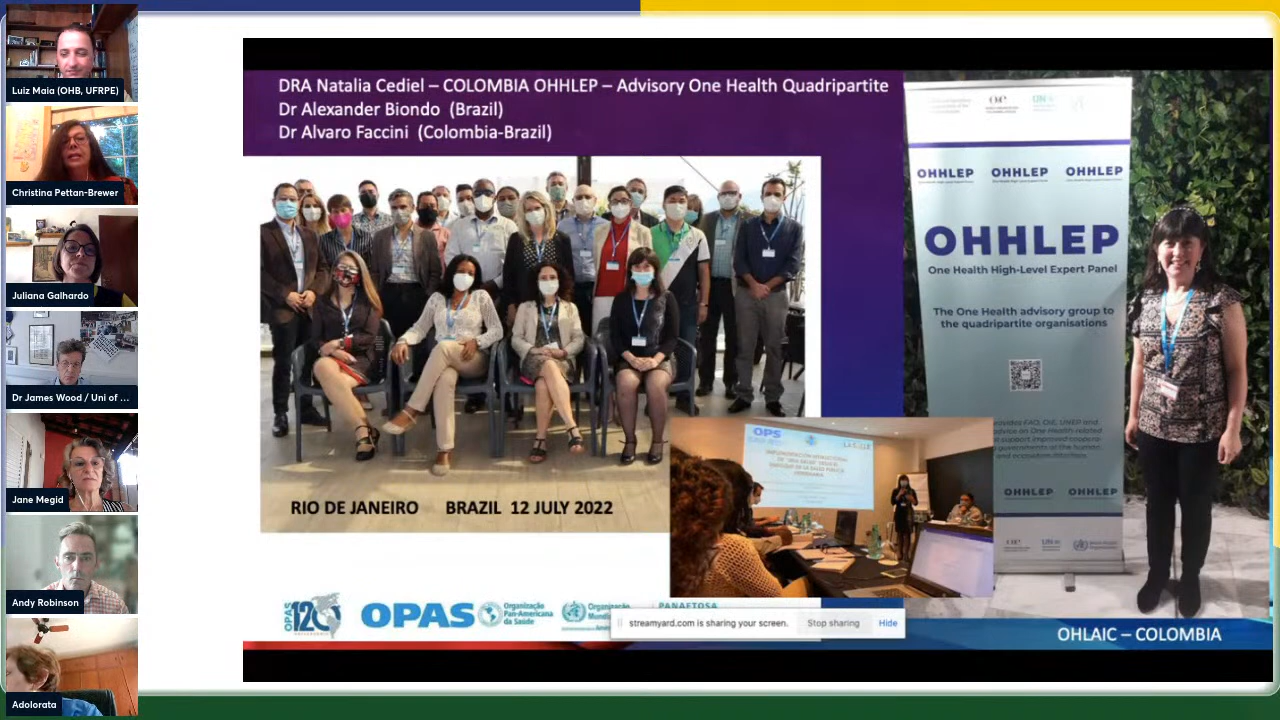 Luiz Maia (OHB, UFRPE)
Christina Pettan-Brewer
Juliana Galhardo
Dr James Wood / Uni of ...
Jane Megid
Andy Robinson
Adolorata
DRA Natalia Cediel – COLOMBIA OHHLEP – Advisory One Health Quadripartite
Dr Alexander Biondo (Brazil)
Dr Alvaro Faccini (Colombia-Brazil)
RIO DE JANEIRO BRAZIL 12 JULY 2022
OPAS
120
OPAS
Organização
Pan-Americana
da Saúde
PANAFTOSA
streamyard.com is sharing your screen.
Stop sharing
Hide
OHHLEP OHHLEP OHHLEP
OHHLEP
One Health High-Level Expert Panel
The One Health advisory group to
the quadripartite organisations
OHHLEP OHHLEP
OPS
OHLAIC – COLOMBIA